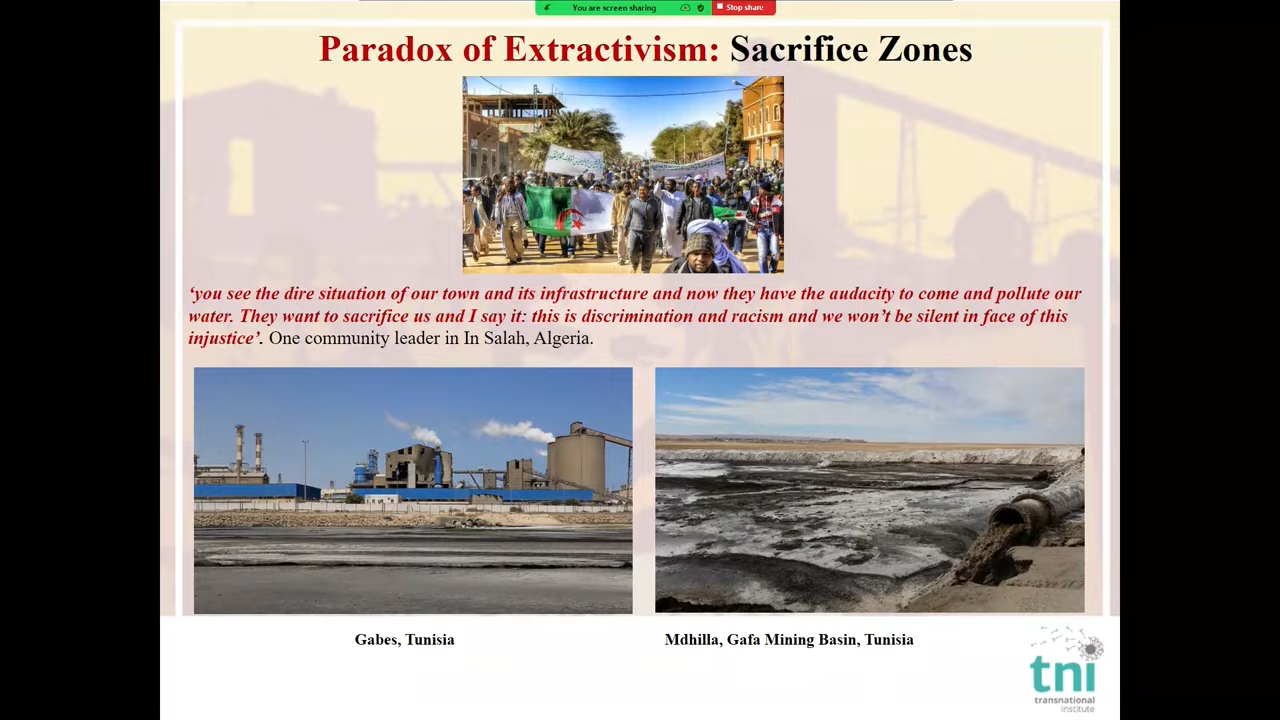 You are screen sharing
Stop share
Paradox of Extractivism: Sacrifice Zones
‘you see the dire situation of our town and its infrastructure and now they have the audacity to come and pollute our
water. They want to sacrifice us and I say it: this is discrimination and racism and we won’t be silent in face of this
injustice’. One community leader in In Salah, Algeria.
Gabes, Tunisia
Mdhilla, Gafa Mining Basin, Tunisia
tni
transnational
institute